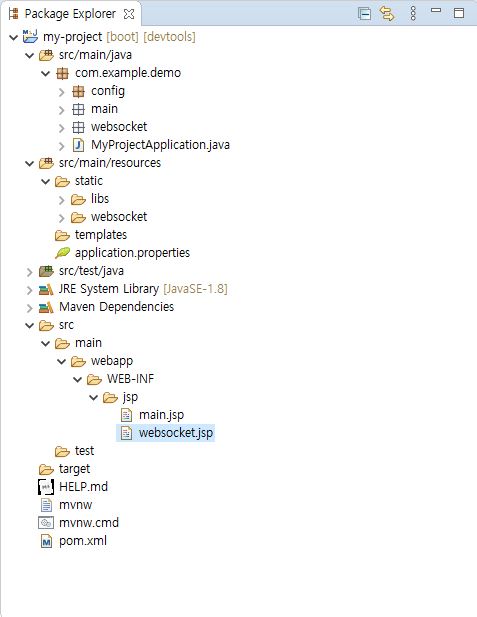 Package Explorer
my-project [boot] [devtools]
src/main/java
com.example.demo
config
main
websocket
MyProjectApplication.java
src/main/resources
static
libs
websocket
templates
application.properties
src/test/java
JRE System Library [JavaSE-1.8]
Maven Dependencies
src
main
webapp
WEB-INF
jsp
main.jsp
websocket.jsp
test
target
HELP.md
mvnw
mvnw.cmd
pom.xml